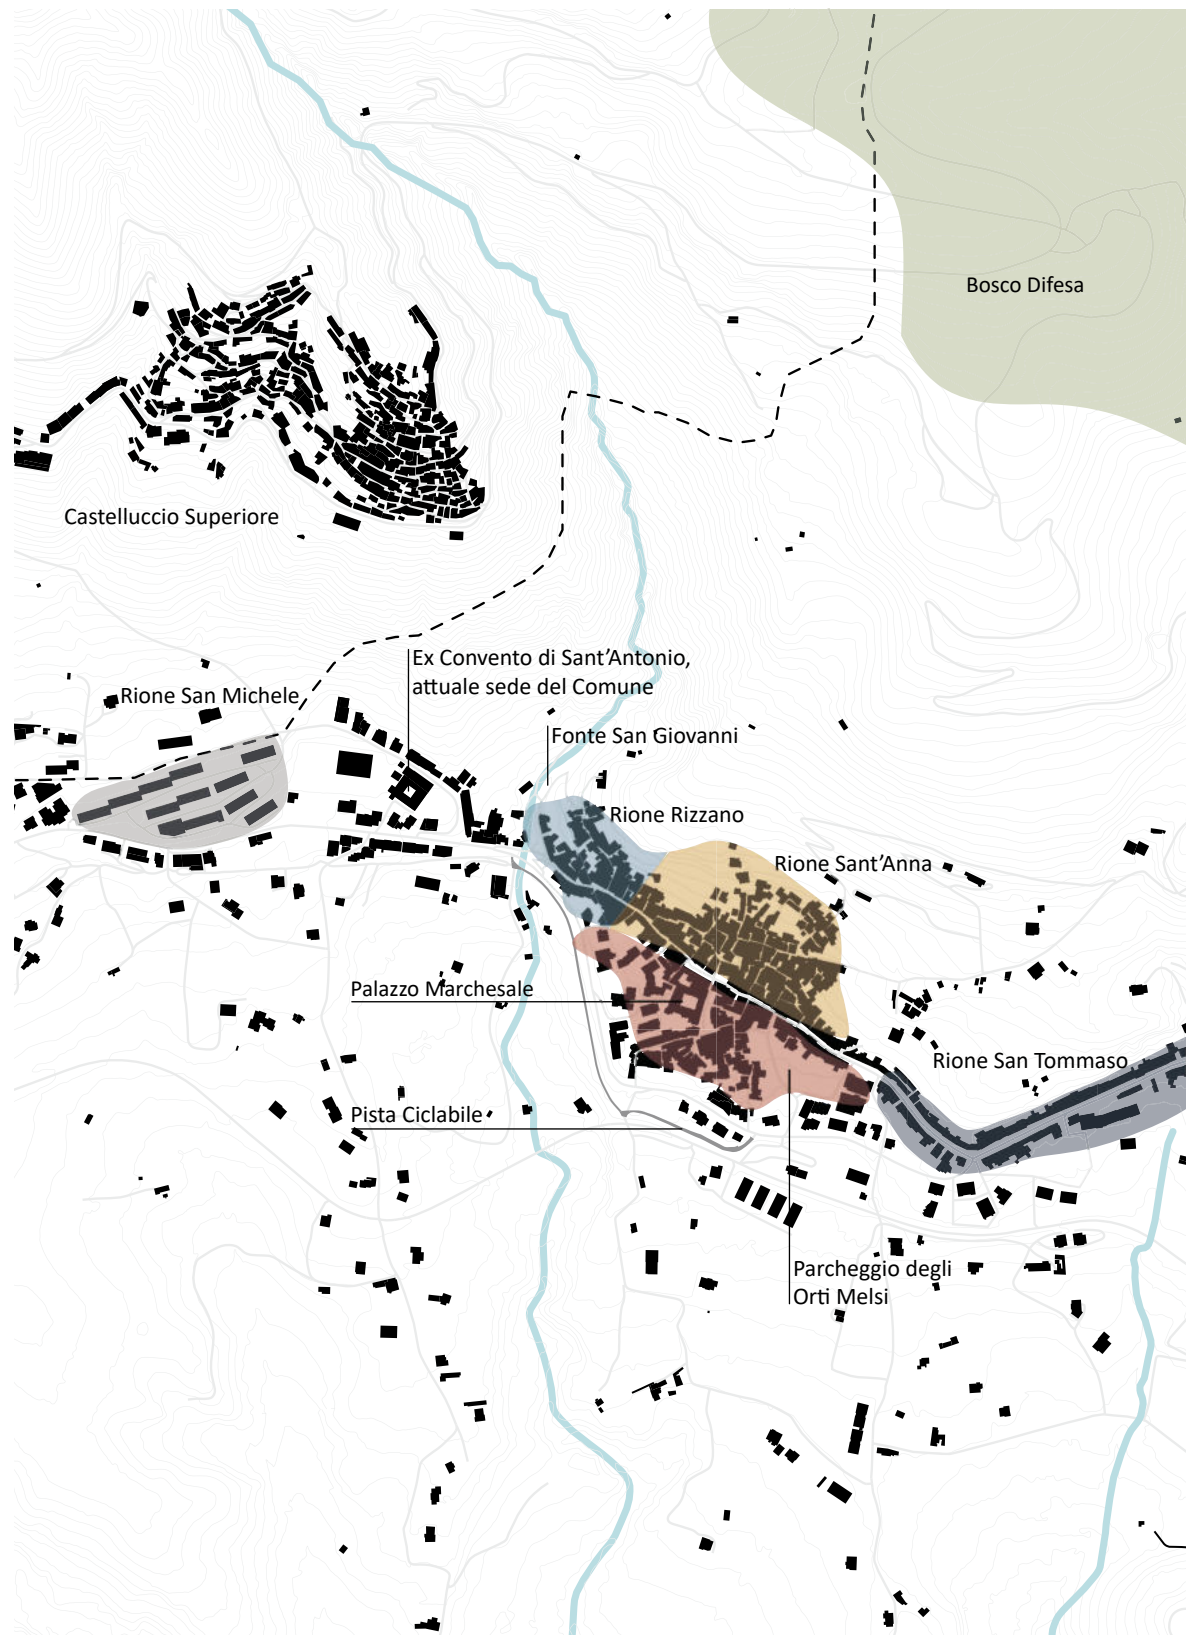 Bosco Difesa
Castelluccio Superiore
Ex Convento di Sant'Antonio,
attuale sede del Comune
Rione San Michele
Fonte San Giovanni
Rione Rizzano
Rione Sant'Anna
Palazzo Marchesale
Rione San Tommaso
Pista Ciclabile
Parcheggio degli
Orti Melsi